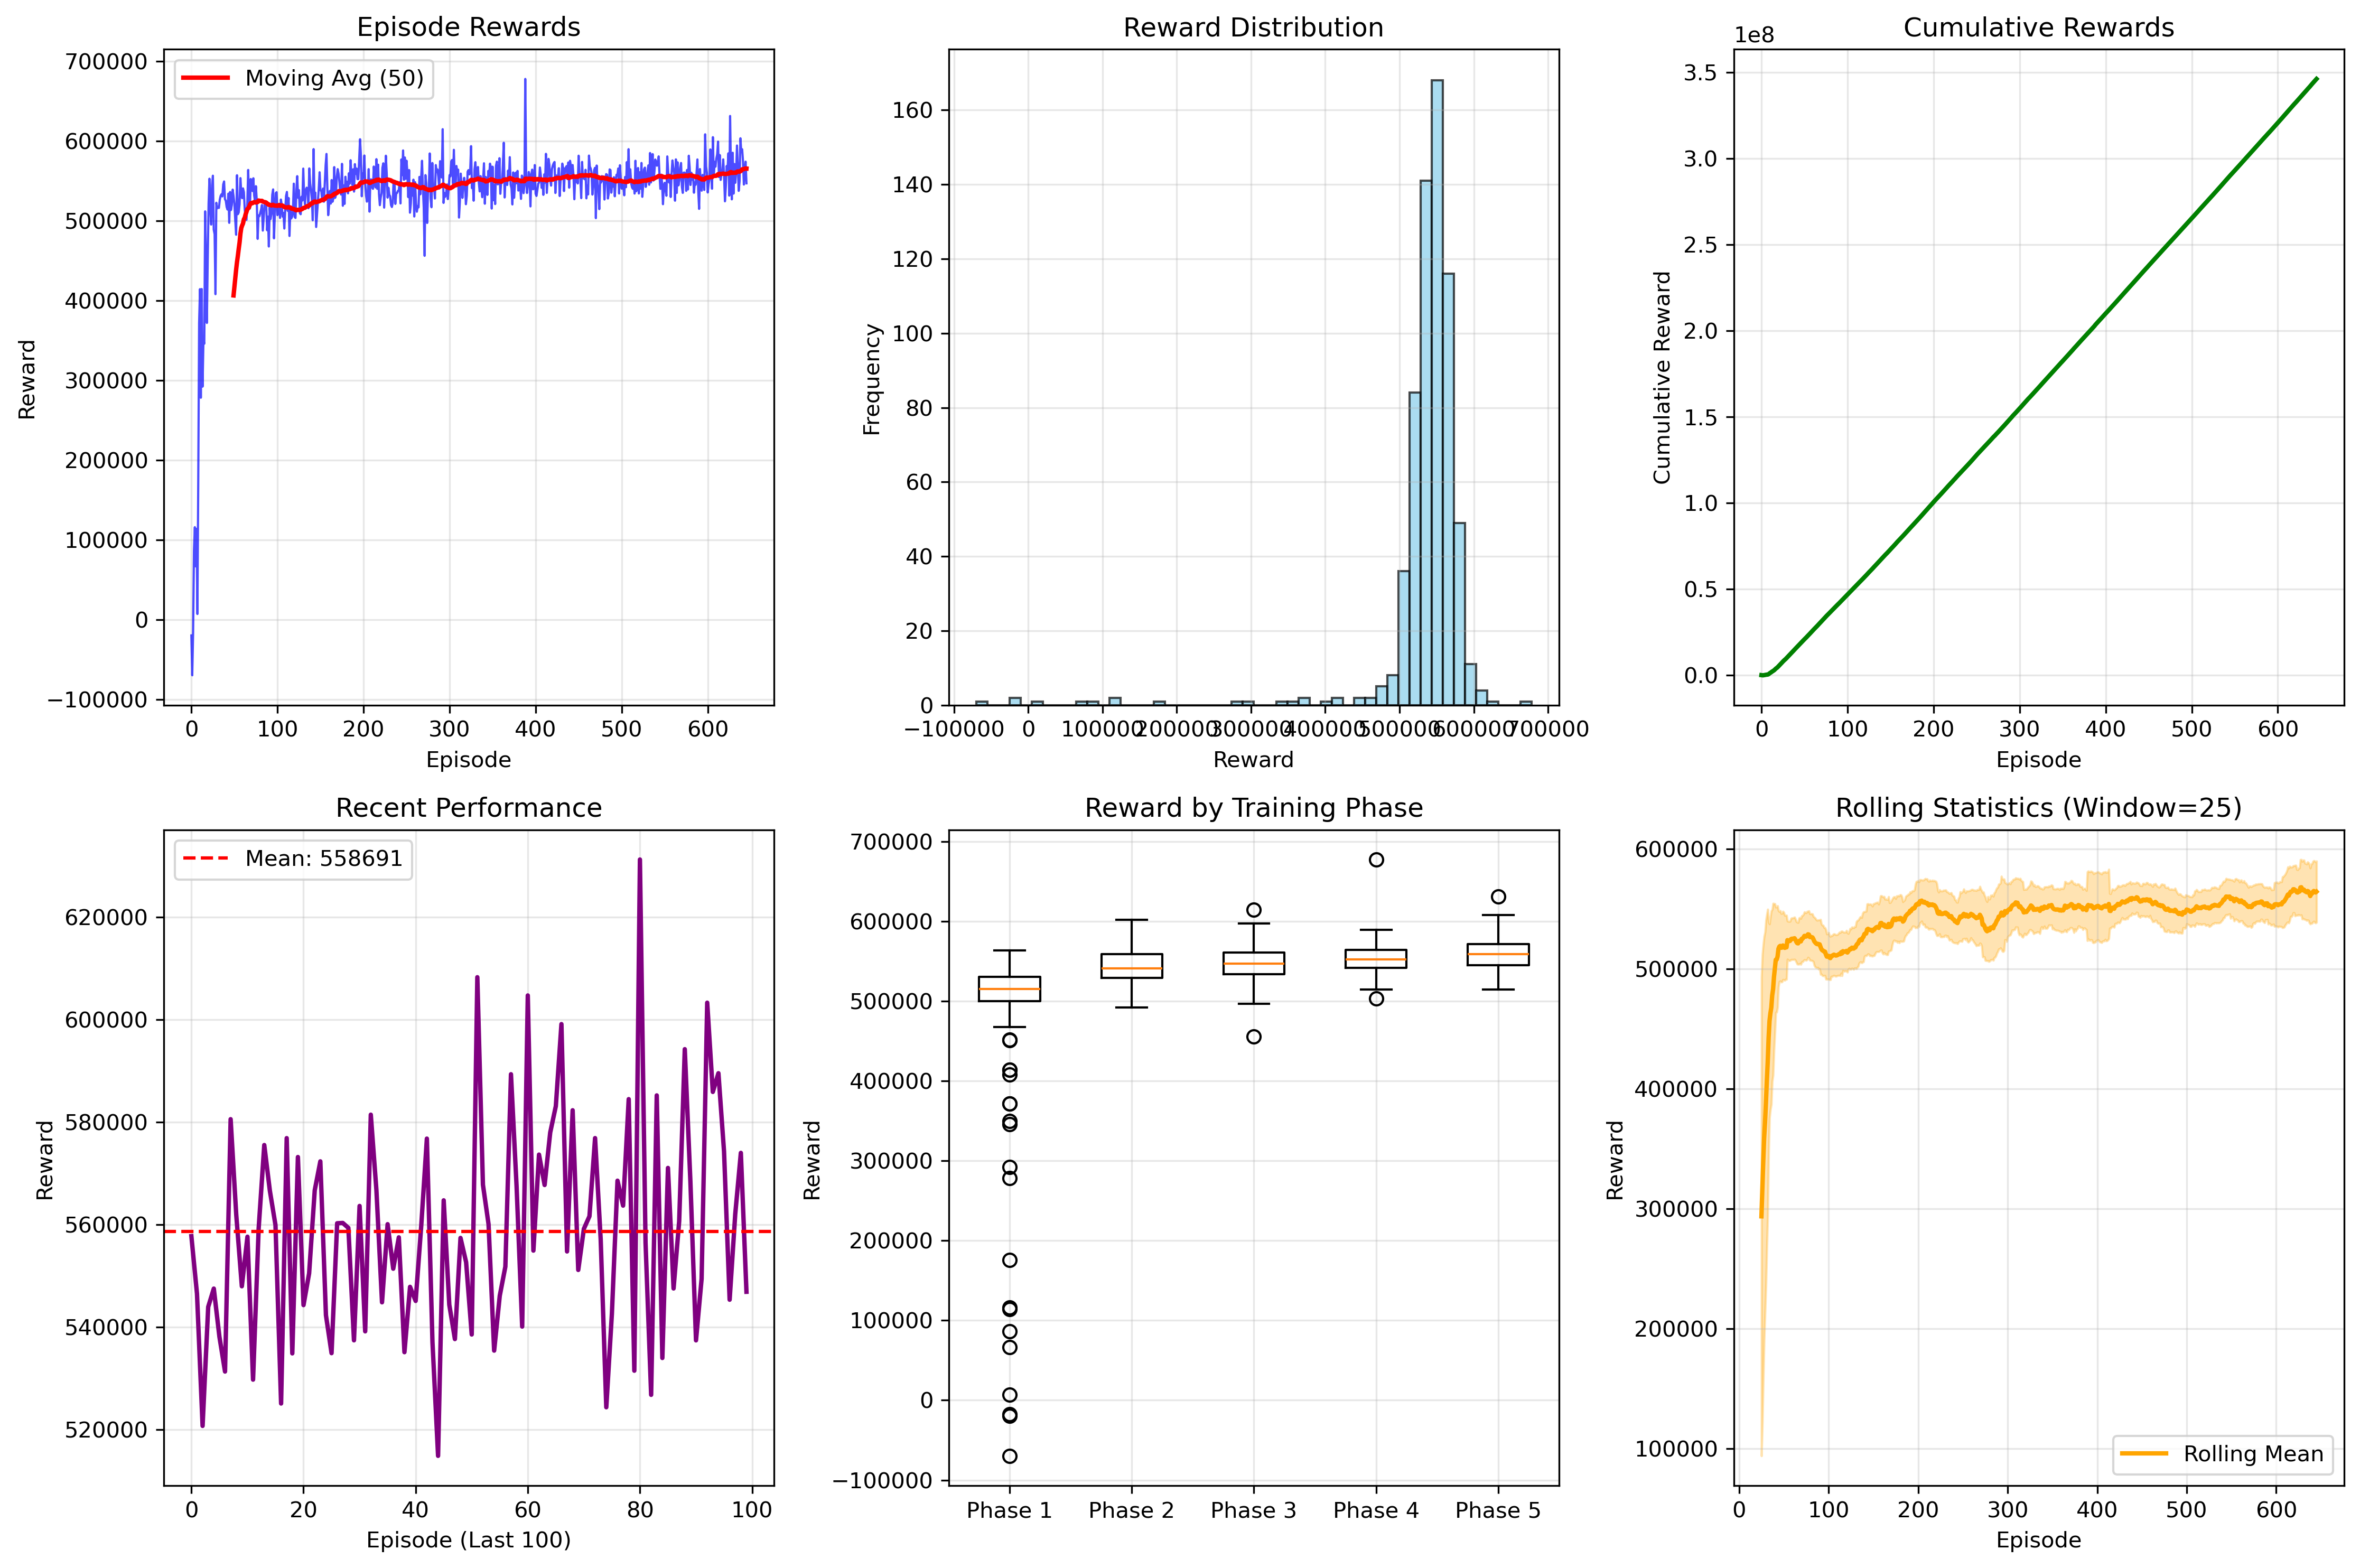 Episode Rewards
700000
600000
500000
400000
300000
200000
100000
0
−100000
Moving Avg (50)
Reward
0 100 200 300 400 500 600
Episode
Reward Distribution
160
140
120
100
80
60
40
20
0
Frequency
−100000 0 100000 200000 300000 400000 500000 600000 700000
Reward
Cumulative Rewards
1e8
3.5
3.0
2.5
2.0
1.5
1.0
0.5
0.0
Cumulative Reward
0 100 200 300 400 500 600
Episode
Recent Performance
Mean: 558691
620000
600000
580000
560000
540000
520000
Reward
0 20 40 60 80 100
Episode (Last 100)
Reward by Training Phase
700000
600000
500000
400000
300000
200000
100000
0
−100000
Reward
Phase 1 Phase 2 Phase 3 Phase 4 Phase 5
Rolling Statistics (Window=25)
600000
500000
400000
300000
200000
100000
Reward
Rolling Mean
0 100 200 300 400 500 600
Episode